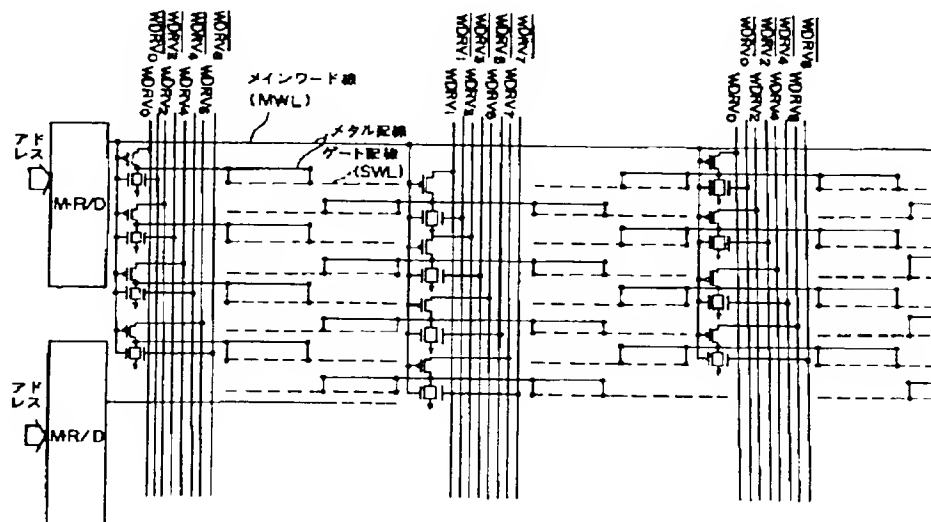 WDRV0
WDRV2
WDRV4
WDRV6
WDRV0
WDRV2
WDRV4
WDRV6
WDRV1
WDRV3
WDRV5
WDRV7
WDRV1
WDRV3
WDRV5
WDRV7
WDRV0
WDRV2
WDRV4
WDRV6
WDRV0
WDRV2
WDRV4
WDRV6
メインワード線
(MWL)
アドレス
メタル配線
ゲート配線
(SWL)
M·R/D
アドレス
M·R/D